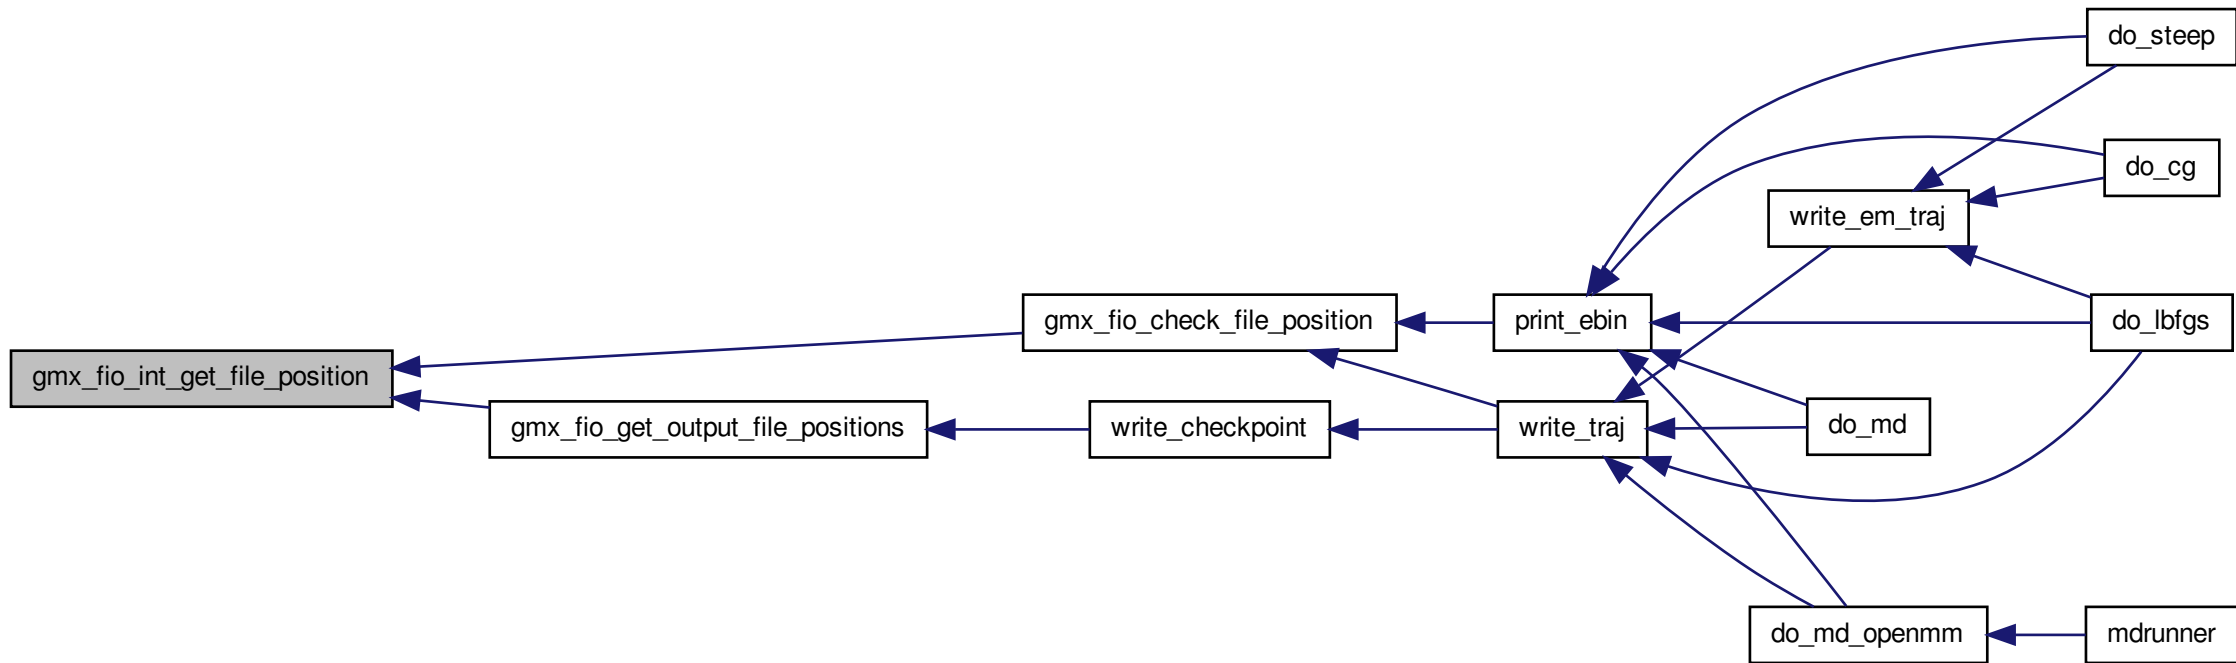 do_steep
do_cg
write_em_traj
gmx_fio_check_file_position
print_ebin
do_lbfgs
gmx_fio_int_get_file_position
gmx_fio_get_output_file_positions
write_checkpoint
write_traj
do_md
do_md_openmm
mdrunner